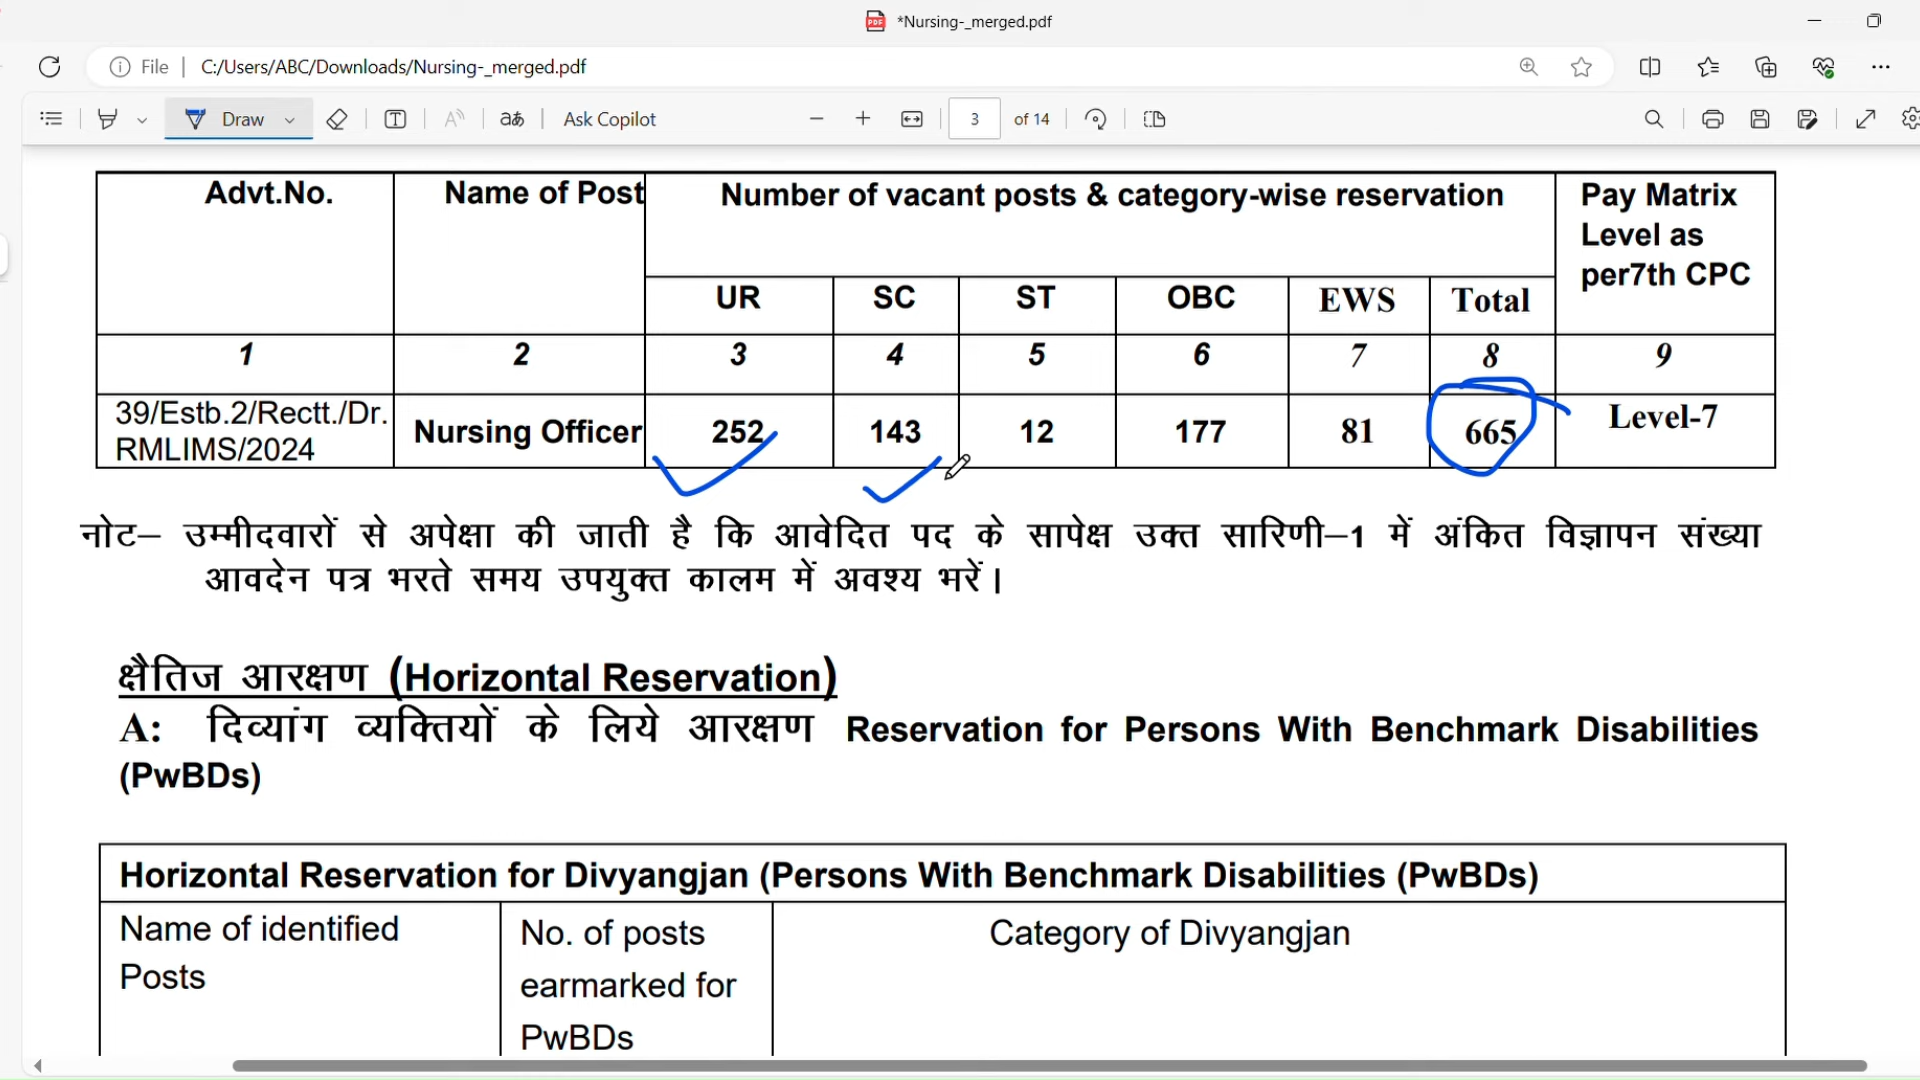 *Nursing-_merged.pdf
File | C:/Users/ABC/Downloads/Nursing-_merged.pdf
Draw aあ Ask Copilot 3 of 14
Advt.No. Name of Post Number of vacant posts & category-wise reservation Pay Matrix
Level as
per7th CPC
UR SC ST OBC EWS Total
1 2 3 4 5 6 7 8 9
39/Estb.2/Rectt./Dr.
RMLIMS/2024 Nursing Officer 252 143 12 177 81 665 Level-7
नोट– उम्मीदवारों से अपेक्षा की जाती है कि आवेदित पद के सापेक्ष उक्त सारिणी–1 में अंकित विज्ञापन संख्या
आवदेन पत्र भरते समय उपयुक्त कालम में अवश्य भरें।
क्षैतिज आरक्षण (Horizontal Reservation)
A: दिव्यांग व्यक्तियों के लिये आरक्षण Reservation for Persons With Benchmark Disabilities
(PwBDs)
Horizontal Reservation for Divyangjan (Persons With Benchmark Disabilities (PwBDs)
Name of identified
Posts
No. of posts
earmarked for
PwBDs
Category of Divyangjan